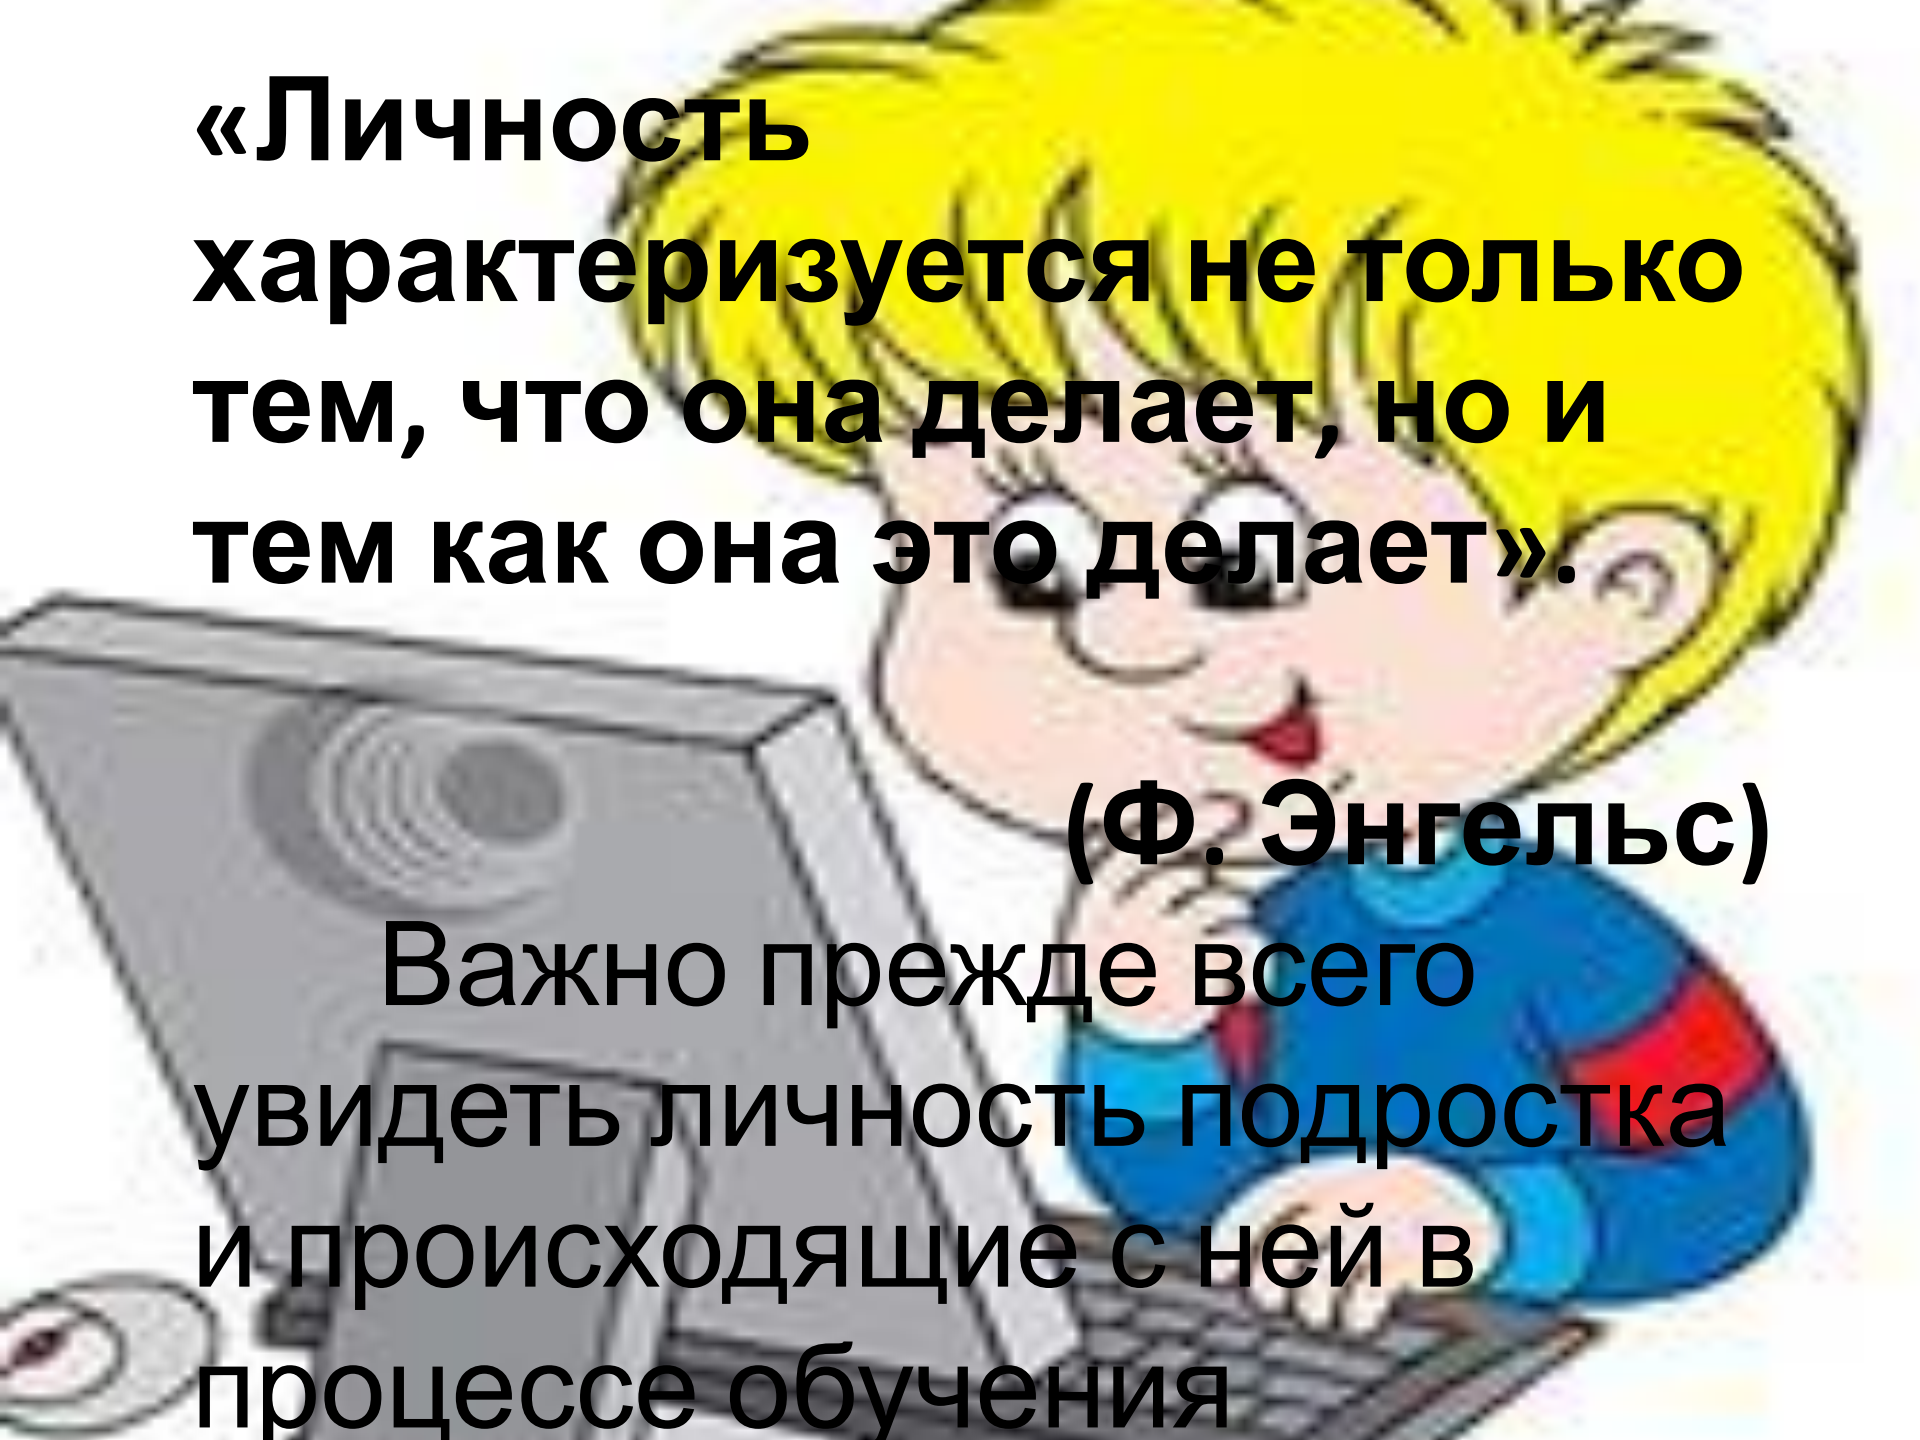 «Личность
характеризуется не только
тем, что она делает, но и
тем как она это делает».
(Ф. Энгельс)
Важно прежде всего
увидеть личность подростка
и происходящие с ней в
процессе обучения